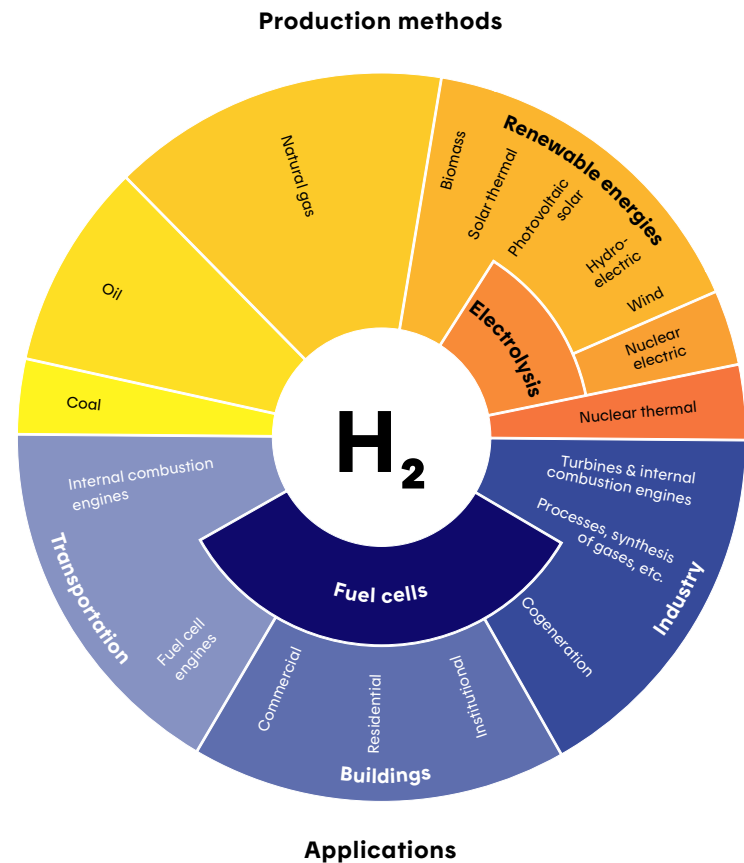 Production methods
Natural gas
Oil
Coal
Renewable energies
Biomass
Solar thermal
Photovoltaic
solar
Hydro-
electric
Wind
Electrolysis
Nuclear
electric
Nuclear thermal
H₂
Internal combustion
engines
Transportation
Fuel cell
engines
Fuel cells
Commercial
Residential
Institutional
Buildings
Turbines & internal
combustion engines
Processes, synthesis
of gases, etc.
Cogeneration
Industry
Applications